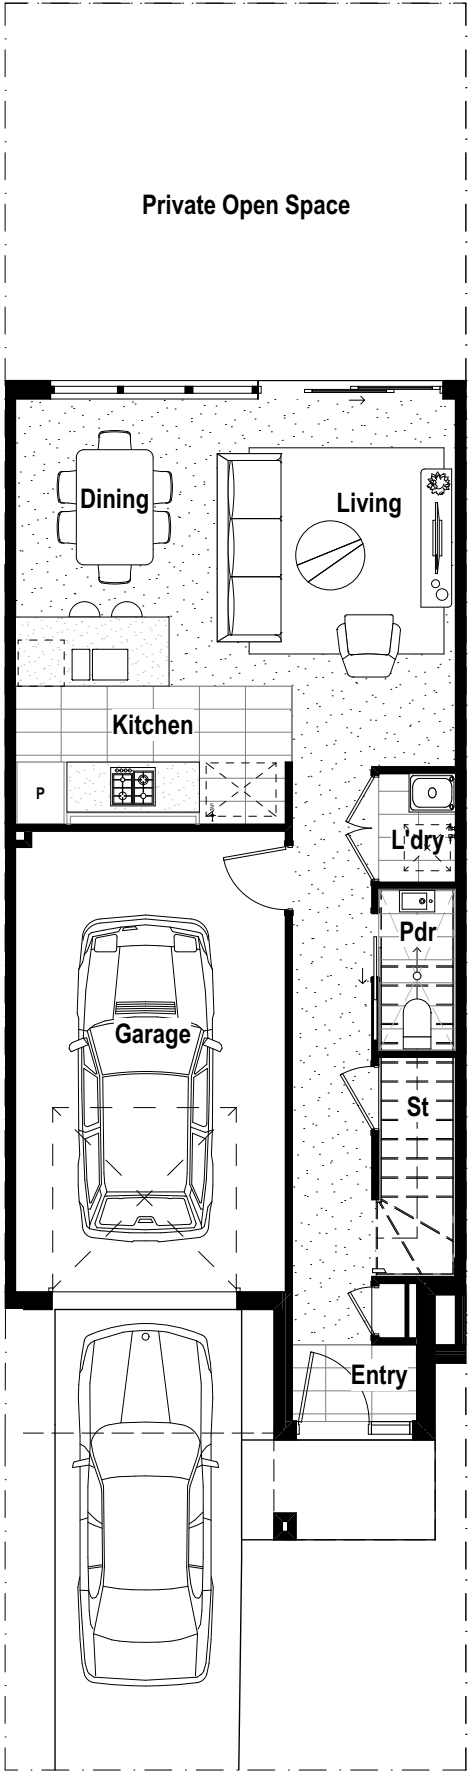 Private Open Space
Dining
Living
Kitchen
P
L'dry
Pdr
Garage
St
Entry